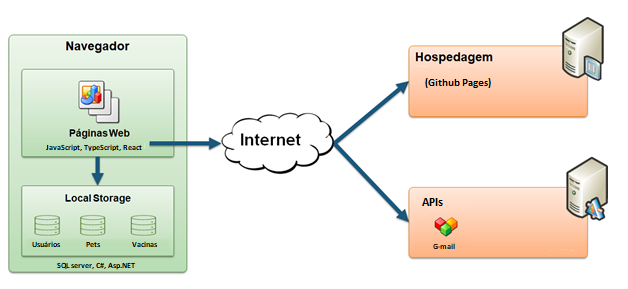 Navegador
Páginas Web
JavaScript, TypeScript, React
Local Storage
Usuários
Pets
Vacinas
SQL server, C#, Asp.NET
Internet
Hospedagem
(Github Pages)
APIs
G-mail